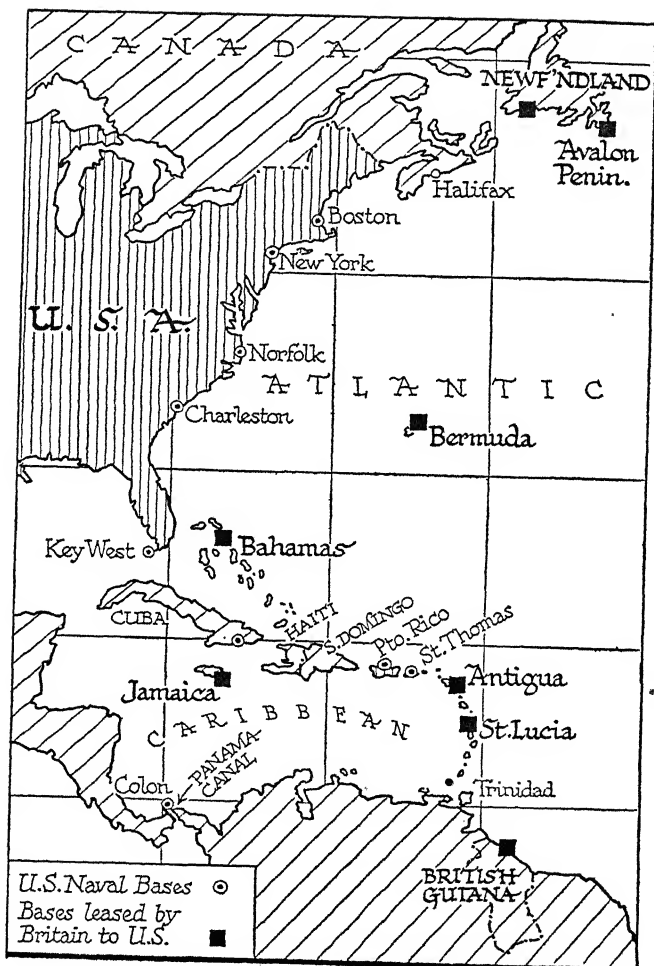 CANADA
NEWF'NDLAND
Avalon
Penin.
Halifax
Boston
New York
U.S.A.
Norfolk
ATLANTIC
Charleston
Bermuda
Key West
Bahamas
CUBA
HAITI
S. DOMINGO
Pto. Rico
St. Thomas
Jamaica
Antigua
CARIBBEAN
St. Lucia
PANAMA-
CANAL
Colon
Trinidad
BRITISH
GUIANA
U.S. Naval Bases
Bases leased by
Britain to U.S.